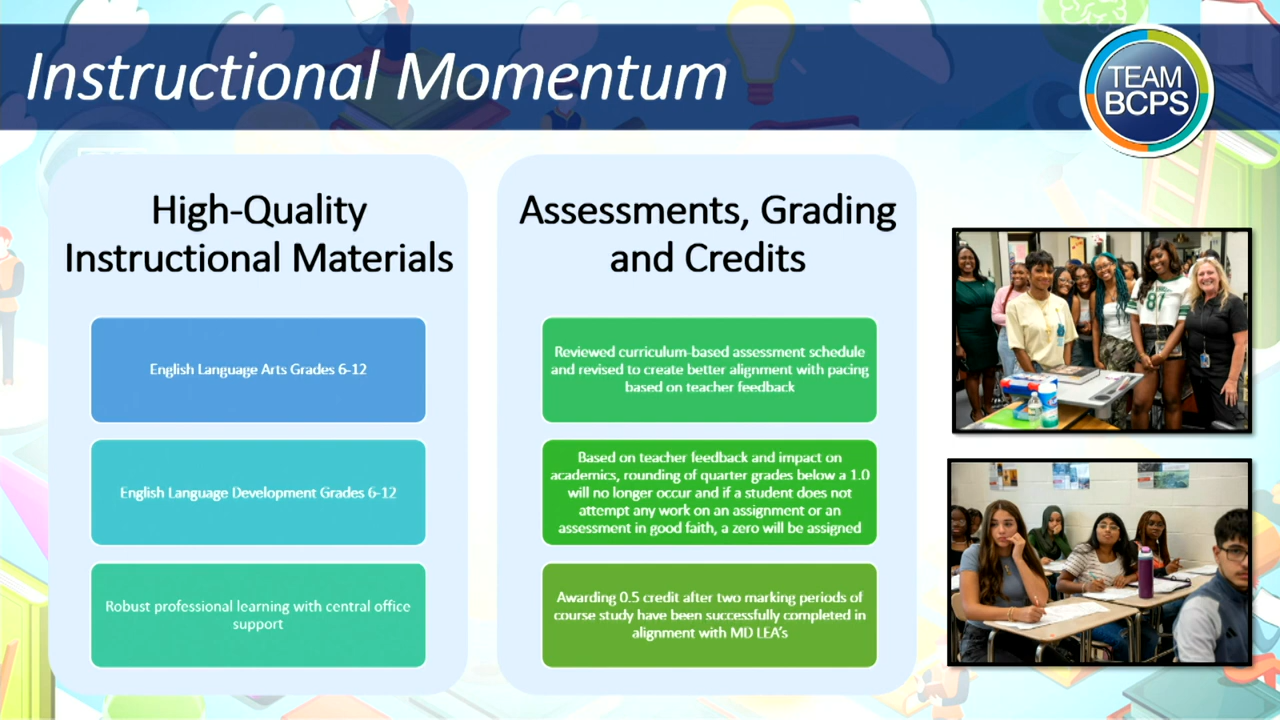 Instructional Momentum
TEAM
BCPS
High-Quality
Instructional Materials
English Language Arts Grades 6-12
English Language Development Grades 6-12
Robust professional learning with central office
support
Assessments, Grading
and Credits
Reviewed curriculum-based assessment schedule
and revised to create better alignment with pacing
based on teacher feedback
Based on teacher feedback and impact on
academics, rounding of quarter grades below a 1.0
will no longer occur and if a student does not
attempt any work on an assignment or an
assessment in good faith, a zero will be assigned
Awarding 0.5 credit after two marking periods of
course study have been successfully completed in
alignment with MD LEA's
87